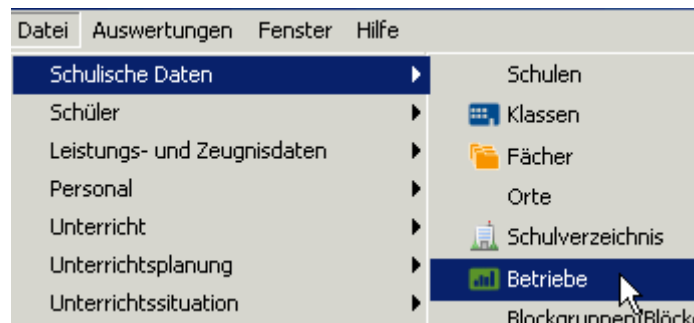 Datei Auswertungen Fenster Hilfe
Schulische Daten
Schüler
Leistungs- und Zeugnisdaten
Personal
Unterricht
Unterrichtsplanung
Unterrichtssituation
Schulen
Klassen
Fächer
Orte
Schulverzeichnis
Betriebe